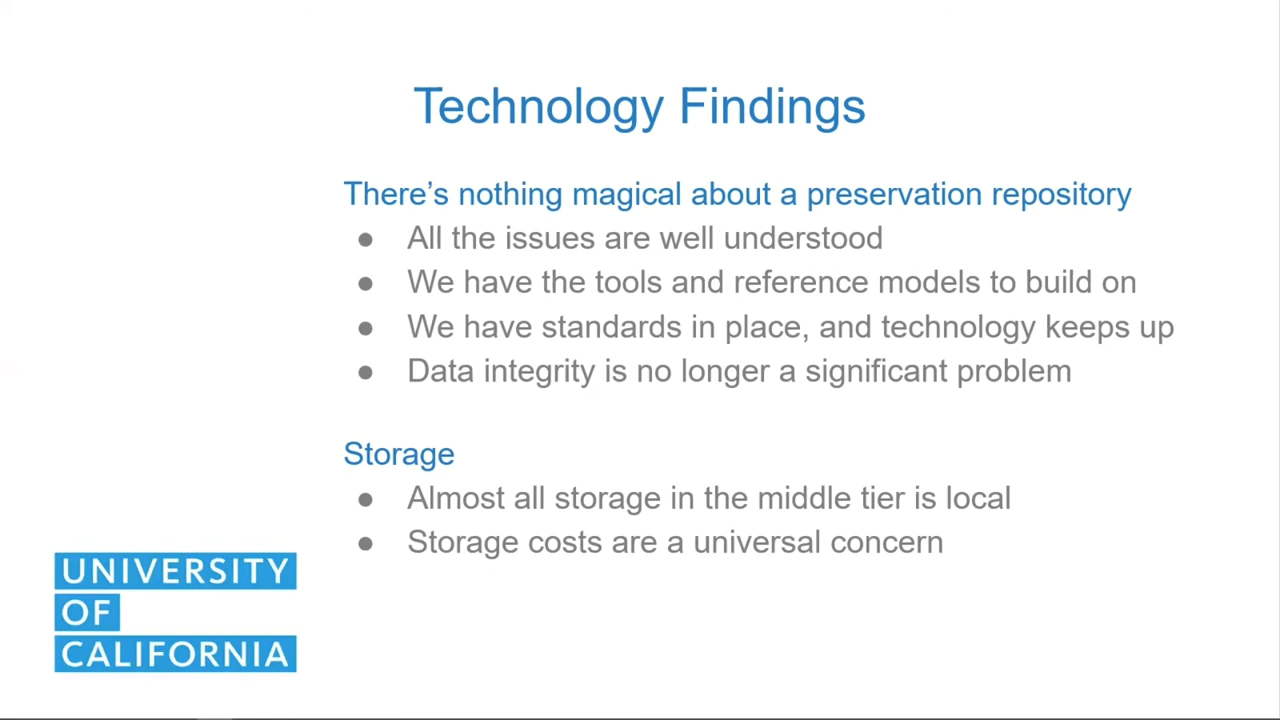 Technology Findings
There’s nothing magical about a preservation repository
● All the issues are well understood
● We have the tools and reference models to build on
● We have standards in place, and technology keeps up
● Data integrity is no longer a significant problem
Storage
● Almost all storage in the middle tier is local
● Storage costs are a universal concern
UNIVERSITY
OF
CALIFORNIA